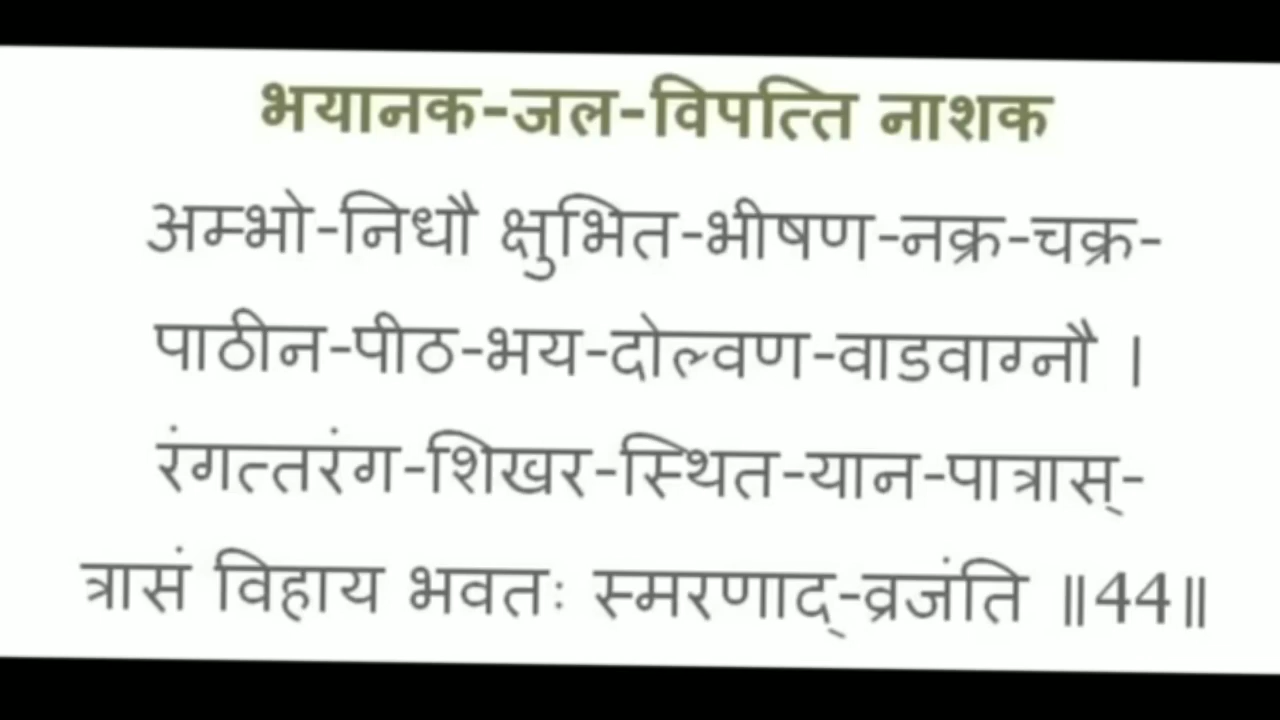 भयानक-जल-विपत्ति नाशक
अम्भो-निधौ क्षुभित-भीषण-नक्र-चक्र-
पाठीन-पीठ-भय-दोल्वण-वाडवाग्नौ ।
रंगत्तरंग-शिखर-स्थित-यान-पात्रास्-
त्रासं विहाय भवतः स्मरणाद्-व्रजंति ॥44॥